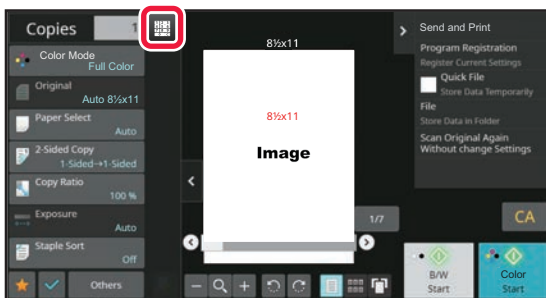 Copies
1
Color Mode
Full Color
Original
Auto 8½x11
Paper Select
Auto
2-Sided Copy
1-Sided→1-Sided
Copy Ratio
100 %
Exposure
Auto
Staple Sort
Off
Others
8½x11
8½x11
Image
1/7
Send and Print
Program Registration
Register Current Settings
Quick File
Store Data Temporarily
File
Store Data in Folder
Scan Original Again
Without change Settings
CA
B/W
Start
Color
Start